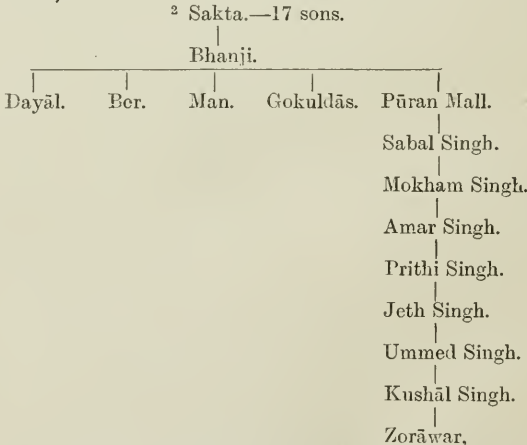 ² Sakta.—17 sons.
Bhanji.
Dayāl. Ber. Man. Gokuldās. Pūran Mall.
Sabal Singh.
Mokham Singh.
Amar Singh.
Prithi Singh.
Jeth Singh.
Ummed Singh.
Kushāl Singh.
Zorāwar,